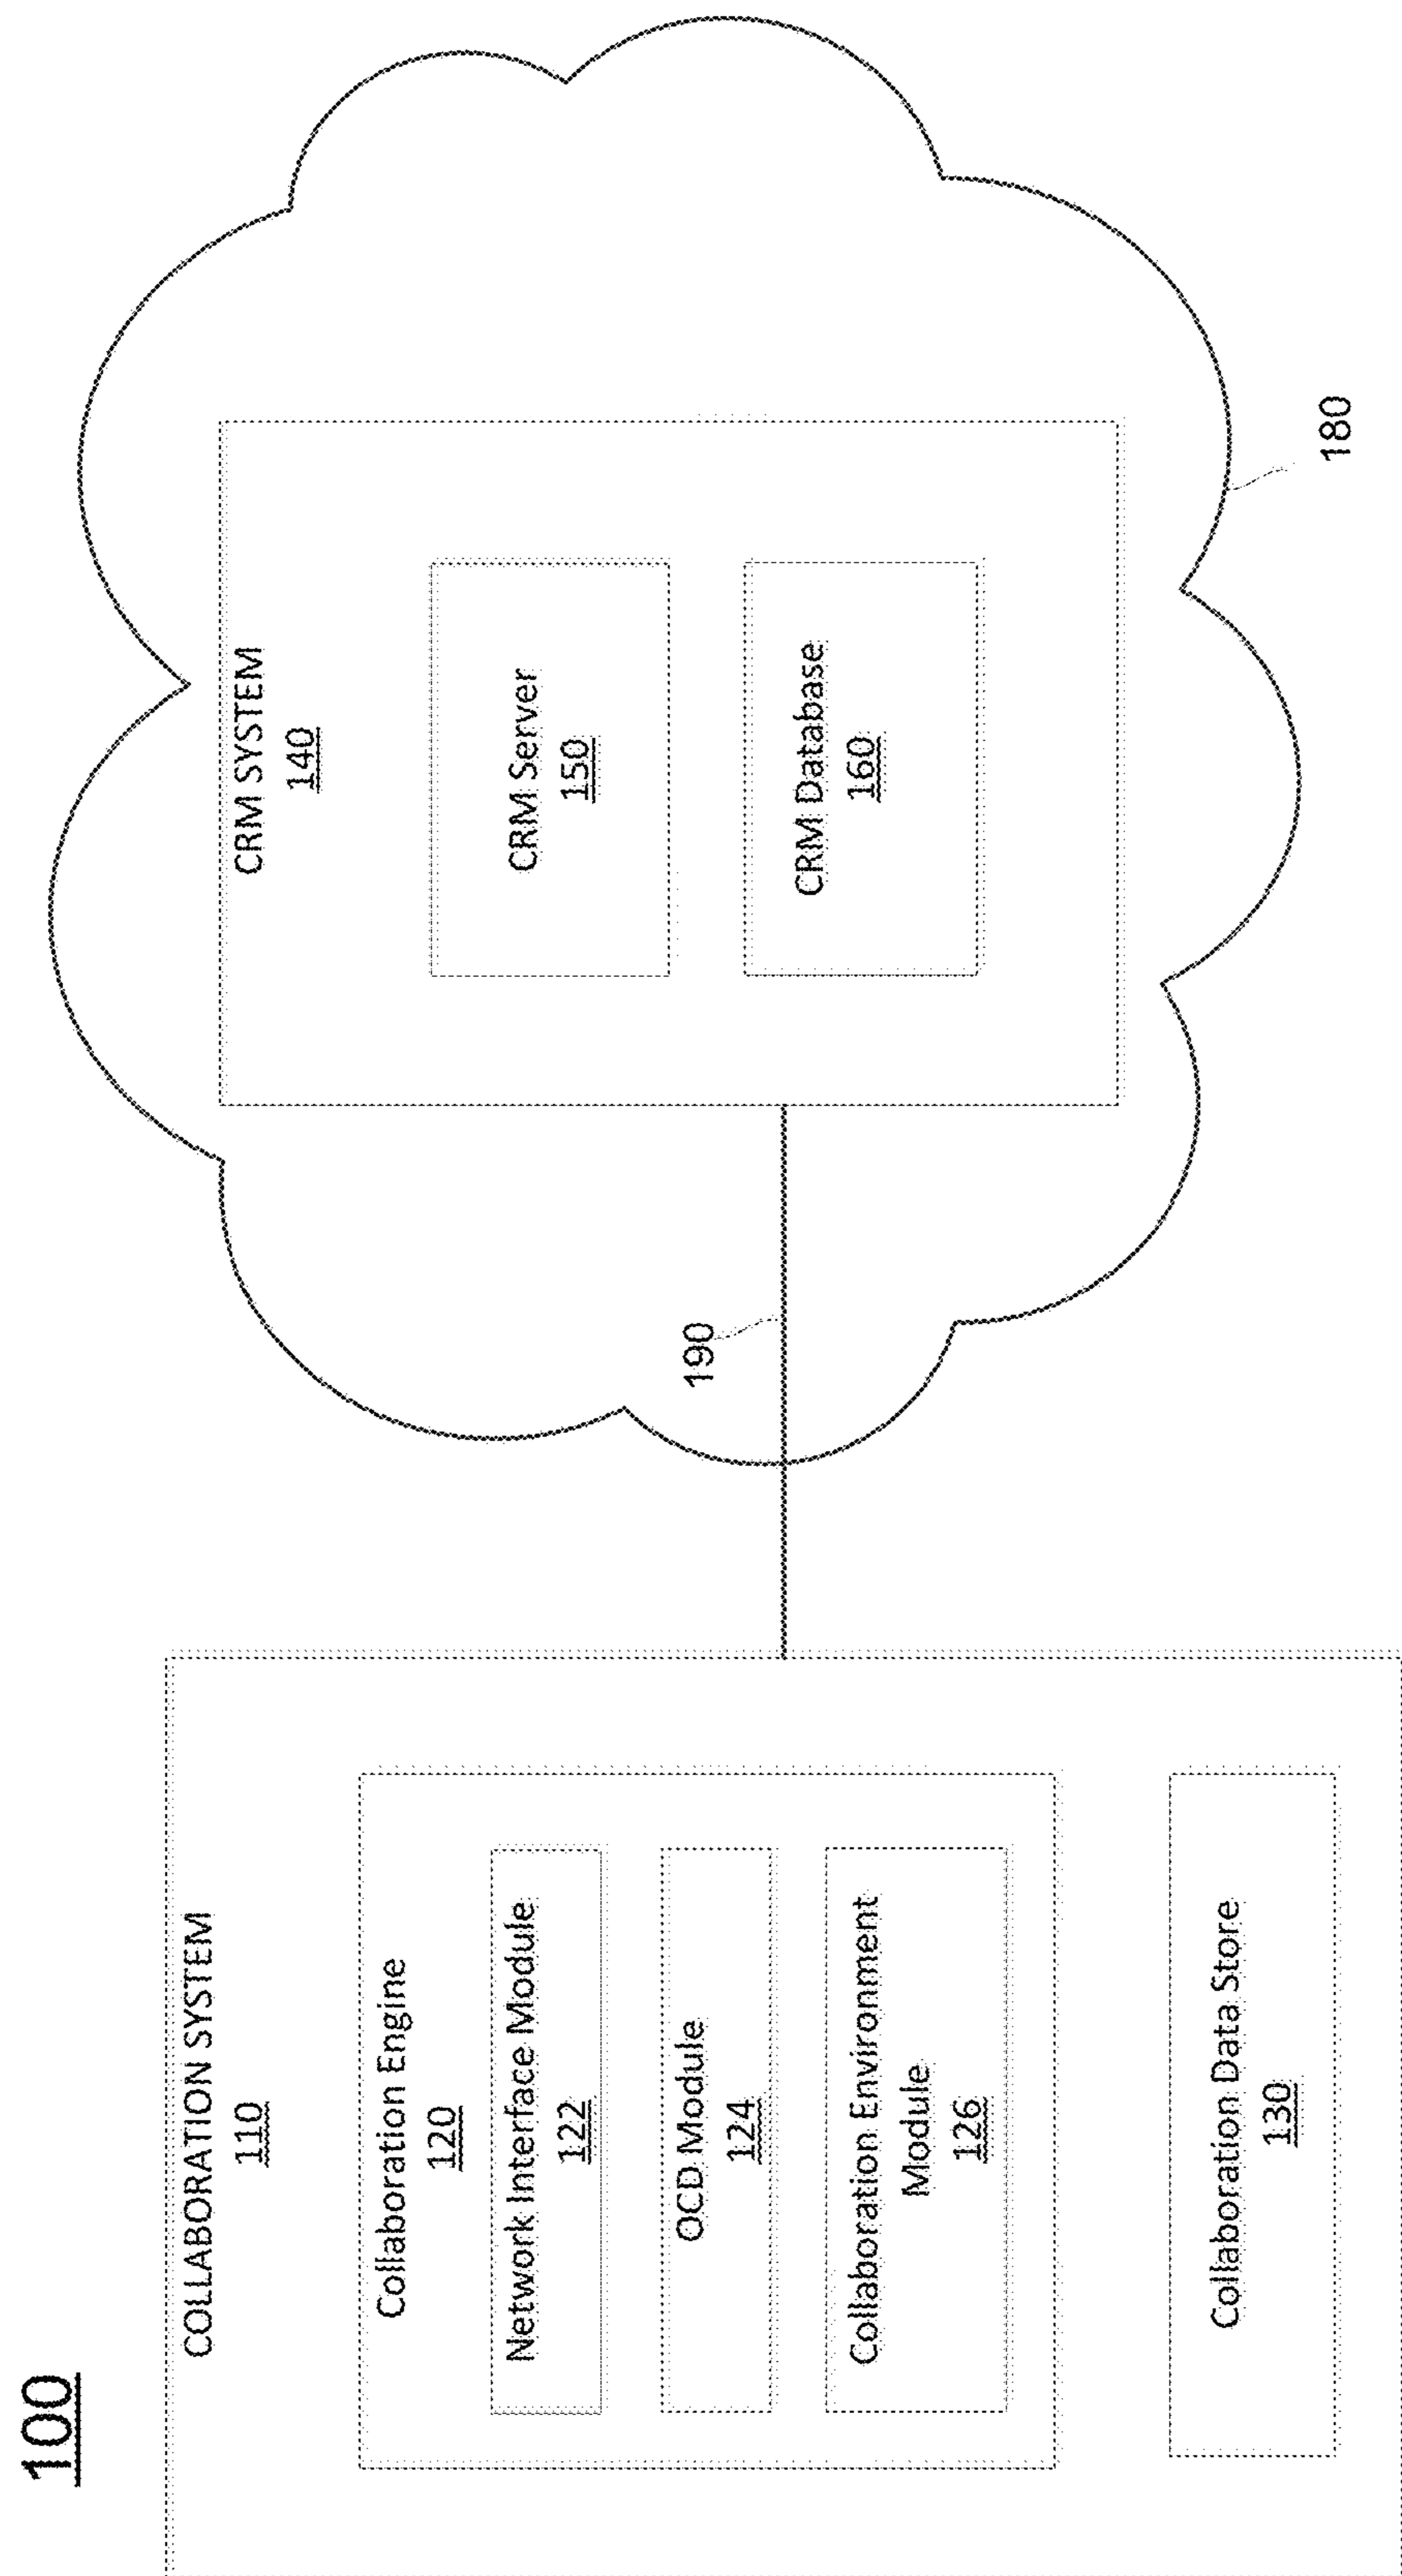 100
COLLABORATION SYSTEM
110
Collaboration Engine
120
Network Interface Module
122
OCD Module
124
Collaboration Environment
Module
126
Collaboration Data Store
130
190
CRM SYSTEM
140
CRM Server
150
CRM Database
160
180